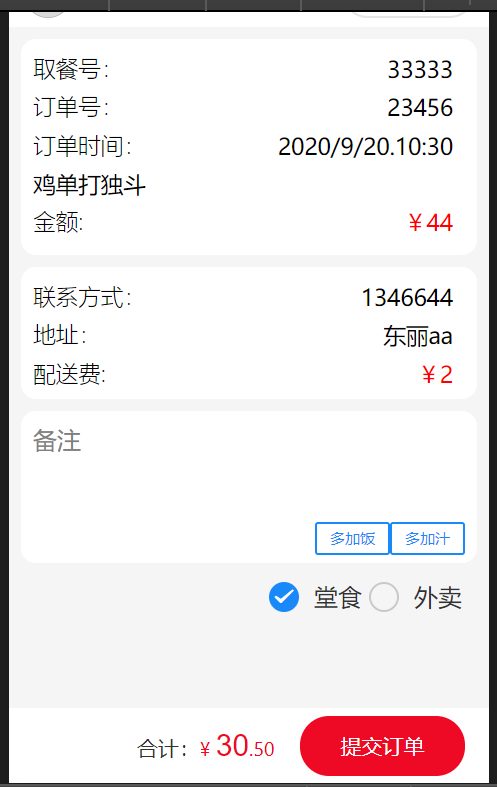 取餐号： 33333
订单号： 23456
订单时间： 2020/9/20.10:30
鸡单打独斗
金额: ￥44
联系方式： 1346644
地址： 东丽aa
配送费: ￥2
备注
多加饭 多加汁
堂食 外卖
合计：￥30.50 提交订单